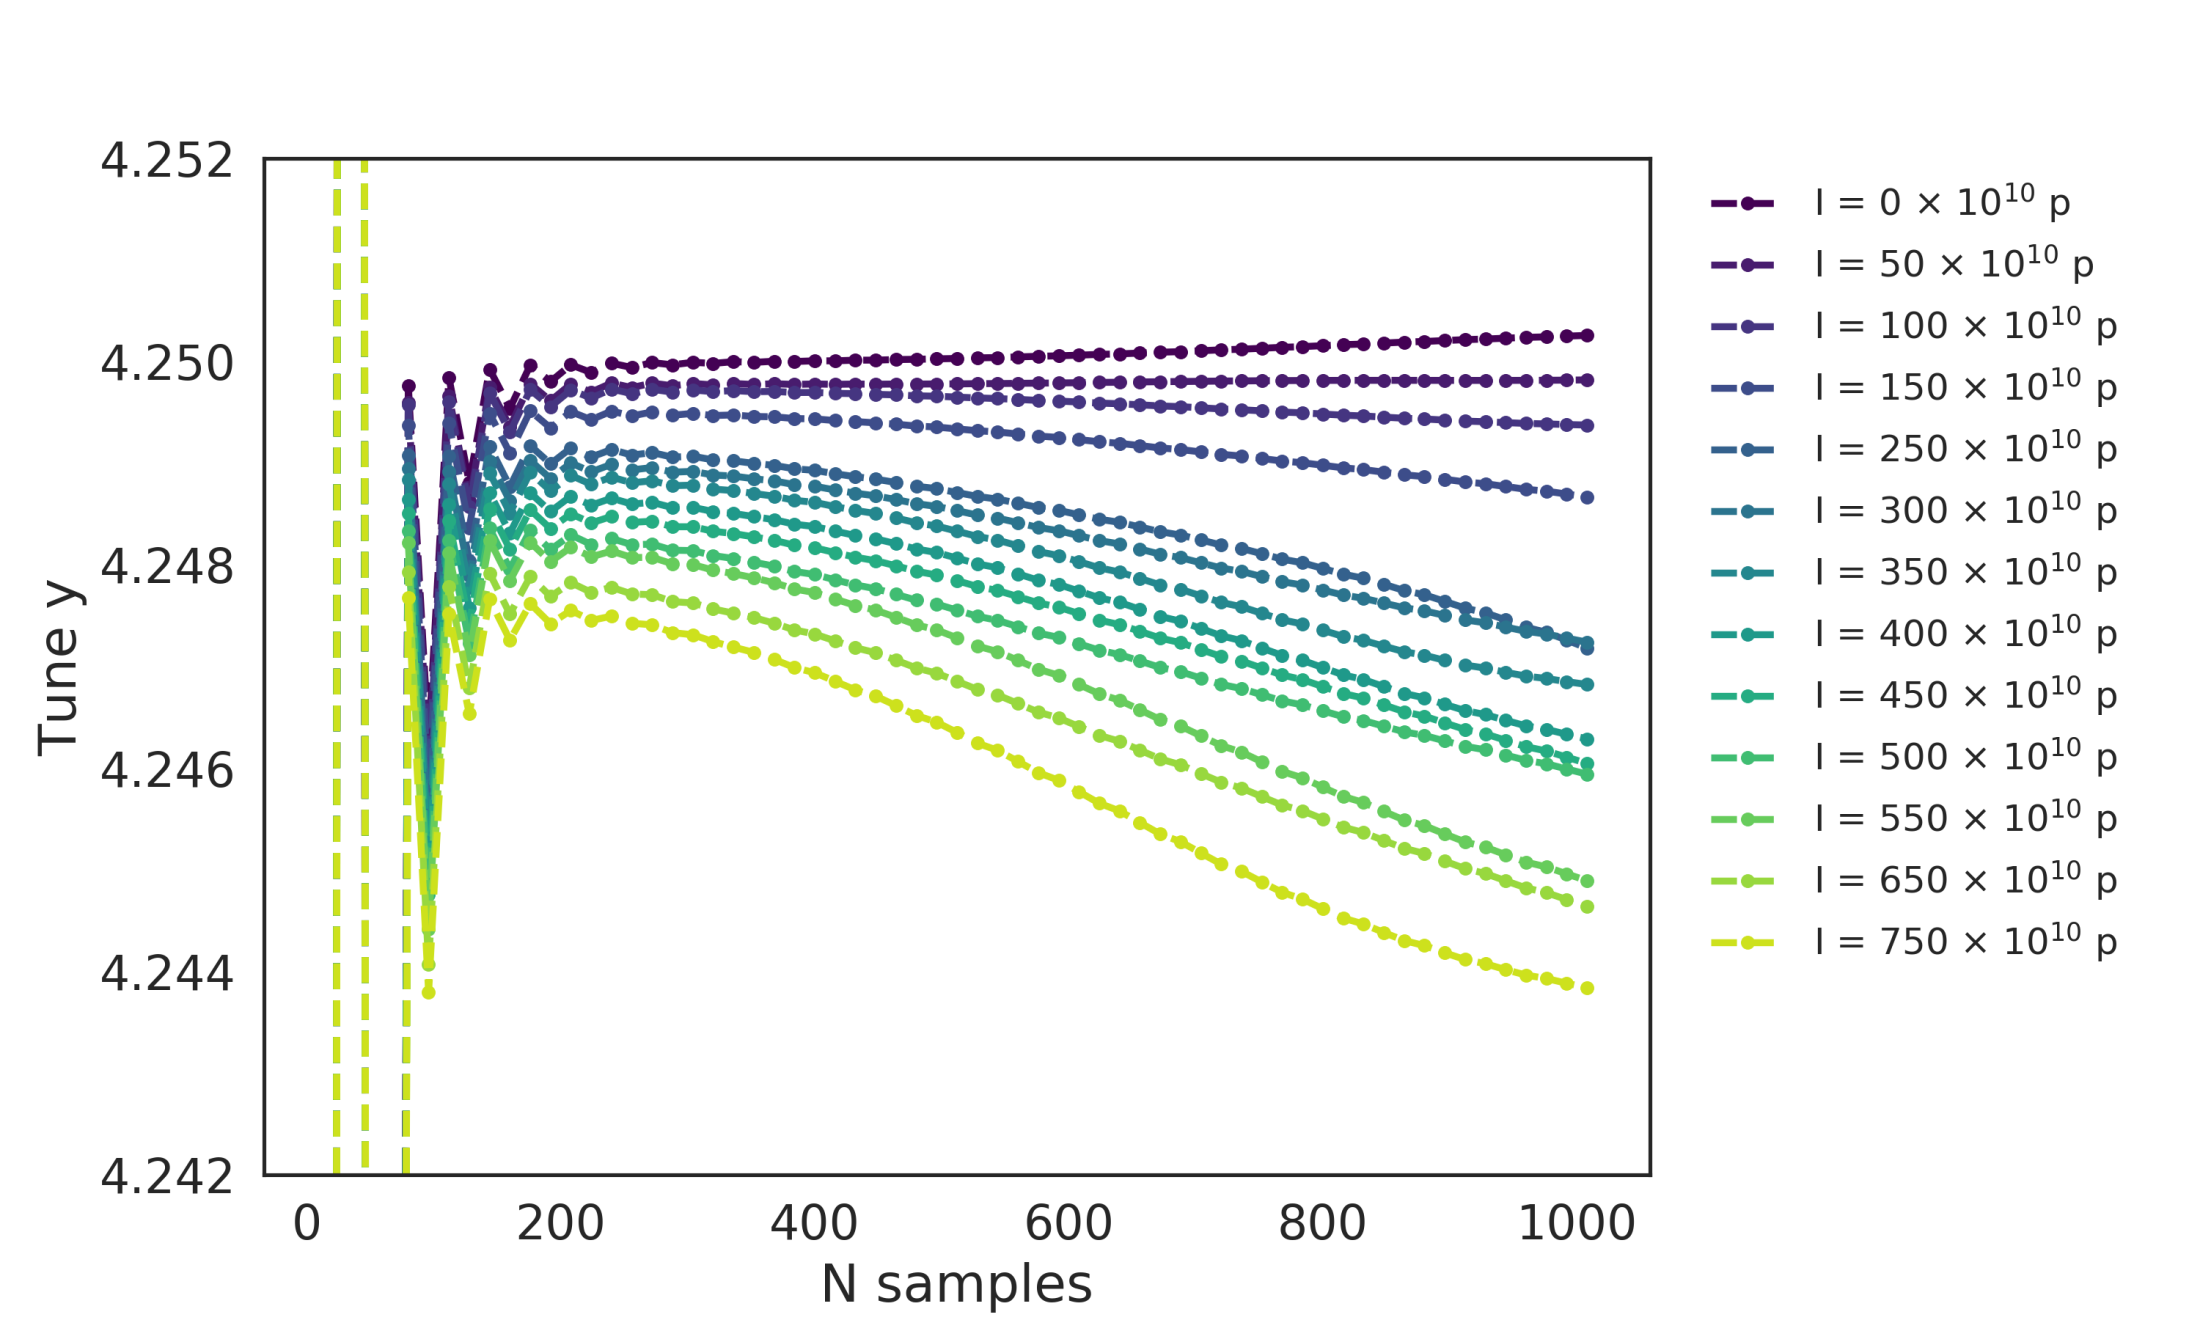 4.252
4.250
4.248
4.246
4.244
4.242
Tune y
0 200 400 600 800 1000
N samples
I = 0 × 10¹⁰ p
I = 50 × 10¹⁰ p
I = 100 × 10¹⁰ p
I = 150 × 10¹⁰ p
I = 250 × 10¹⁰ p
I = 300 × 10¹⁰ p
I = 350 × 10¹⁰ p
I = 400 × 10¹⁰ p
I = 450 × 10¹⁰ p
I = 500 × 10¹⁰ p
I = 550 × 10¹⁰ p
I = 650 × 10¹⁰ p
I = 750 × 10¹⁰ p